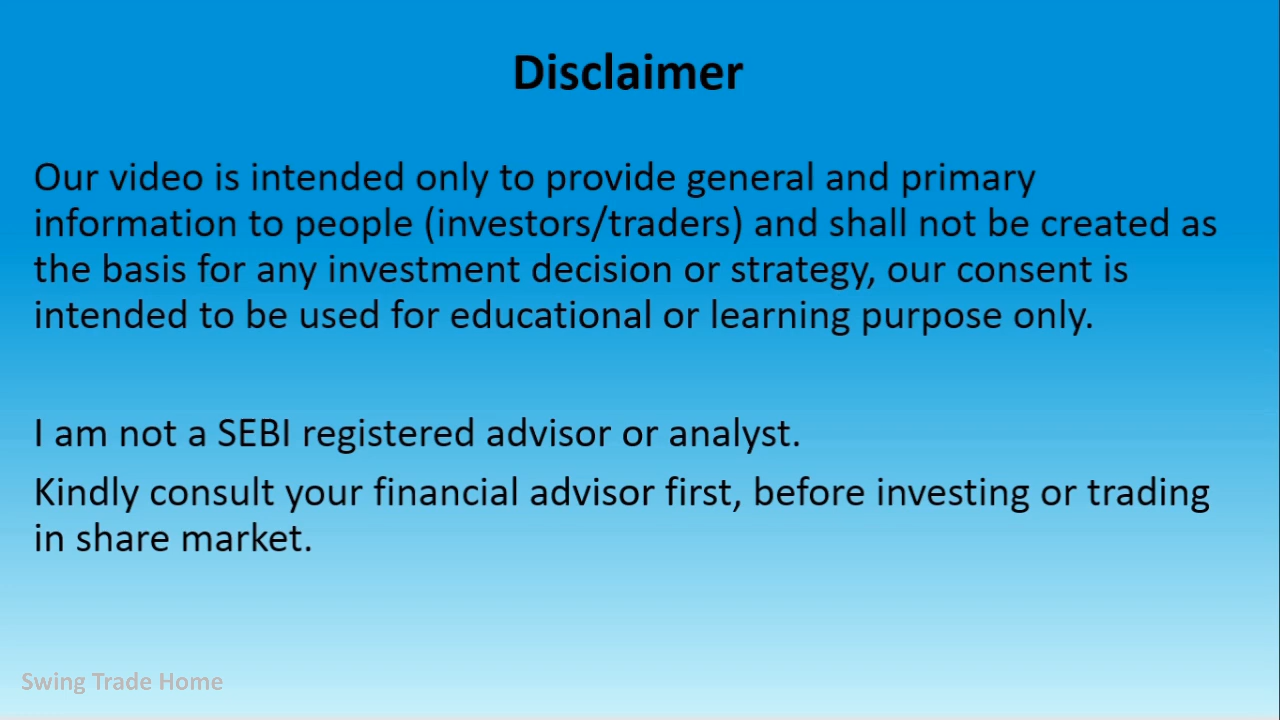 Disclaimer
Our video is intended only to provide general and primary
information to people (investors/traders) and shall not be created as
the basis for any investment decision or strategy, our consent is
intended to be used for educational or learning purpose only.
I am not a SEBI registered advisor or analyst.
Kindly consult your financial advisor first, before investing or trading
in share market.
Swing Trade Home